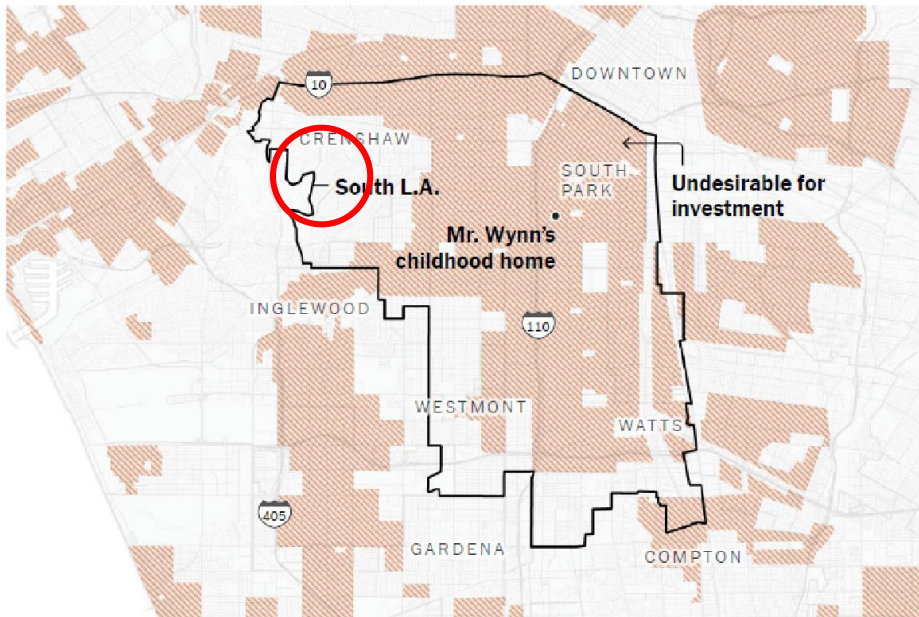 DOWNTOWN
10
CRENSHAW
SOUTH
PARK
South L.A.
Undesirable for
investment
Mr. Wynn’s
childhood home
INGLEWOOD
110
WESTMONT
WATTS
405
GARDENA
COMPTON